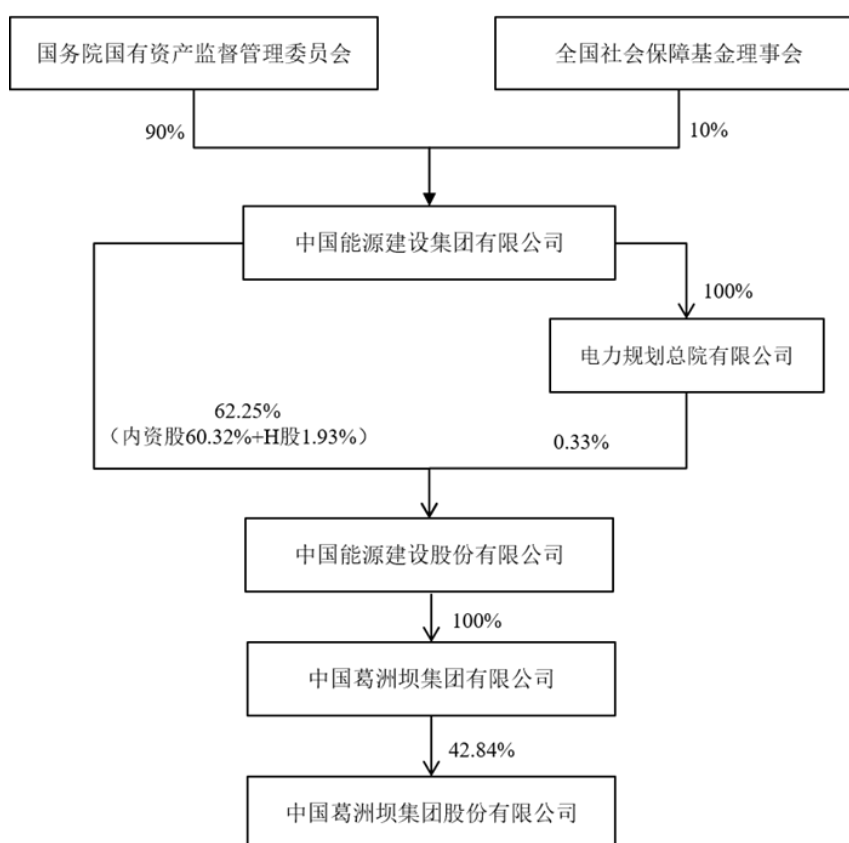 国务院国有资产监督管理委员会
全国社会保障基金理事会
90%
10%
中国能源建设集团有限公司
100%
电力规划总院有限公司
62.25%
（内资股60.32%+H股1.93%）
0.33%
中国能源建设股份有限公司
100%
中国葛洲坝集团有限公司
42.84%
中国葛洲坝集团股份有限公司